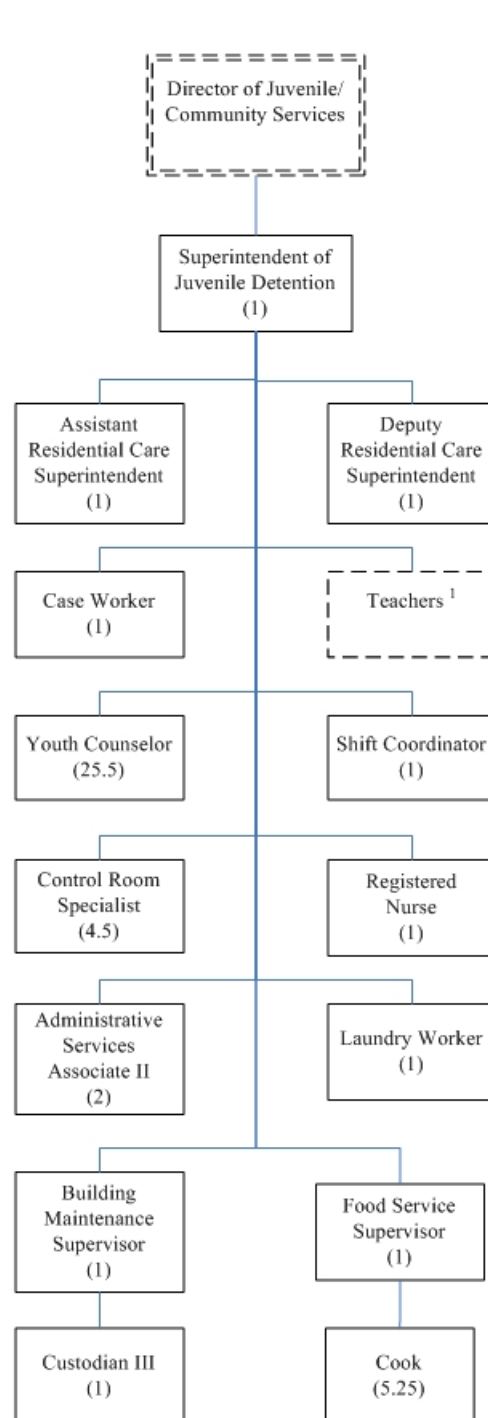 Director of Juvenile/
Community Services
Superintendent of
Juvenile Detention
(1)
Assistant
Residential Care
Superintendent
(1)
Deputy
Residential Care
Superintendent
(1)
Case Worker
(1)
Teachers 1
Youth Counselor
(25.5)
Shift Coordinator
(1)
Control Room
Specialist
(4.5)
Registered
Nurse
(1)
Administrative
Services
Associate II
(2)
Laundry Worker
(1)
Building
Maintenance
Supervisor
(1)
Food Service
Supervisor
(1)
Custodian III
(1)
Cook
(5.25)